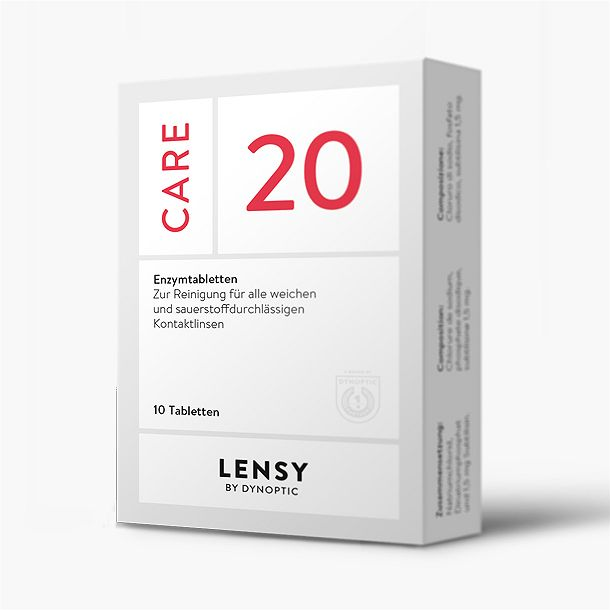 CARE
20
Enzymtabletten
Zur Reinigung für alle weichen
und sauerstoffdurchlässigen
Kontaktlinsen
DYNOPTIC
10 Tabletten
LENSY
BY DYNOPTIC
Composizione:
Cloruro di sodio, fosfato
disodico, subtilisina 1,5 mg
Composition:
Chlorure de sodium,
phosphate disodique,
subtilisine 1,5 mg
Zusammensetzung:
Natriumchlorid,
Dinatriumphosphat
und 1,5 mg Subtilisin